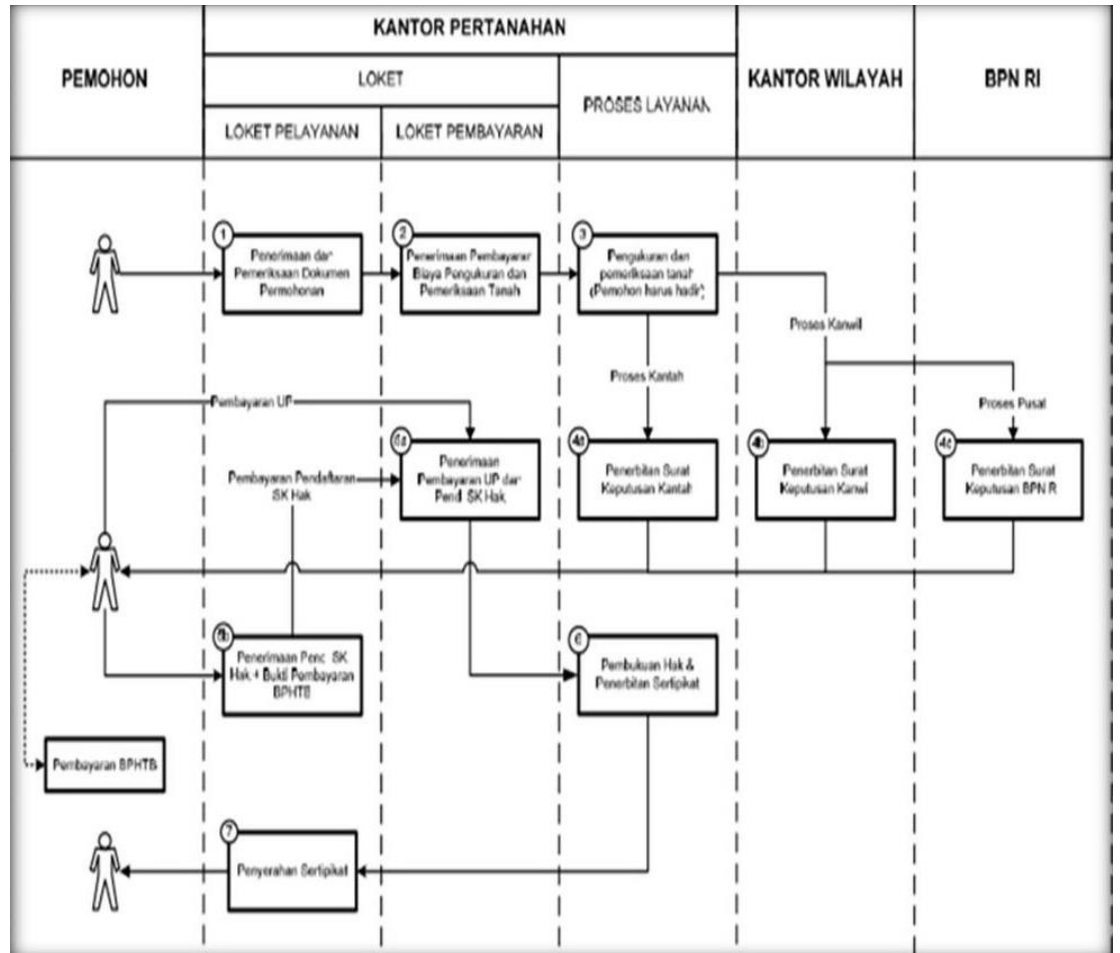 KANTOR PERTANAHAN
PEMOHON
LOKET
PROSES LAYANAN
KANTOR WILAYAH
BPN RI
LOKET PELAYANAN
LOKET PEMBAYARAN
1
Penerimaan dar
Pemeriksaan Dokumen
Permohonan
2
Penerimaan Pembayarar
Biaya Pengukuran dan
Pemeriksaan Tanah
3
Pengukuran dan
pemeriksaan tanah
(Pemohon harus hadir)
Proses Kanwil
Proses Kantah
Proses Pusat
Pembayaran UP
Pembayaran Pendaftaran
SK Hak
Penerimaan
Pembayaran UP dar
Pend SK Hak
4a
Penerbitan Surat
Keputusan Kantah
4b
Penerbitan Surat
Keputusan Kanwil
4c
Penerbitan Surat
Keputusan BPN R
Penerimaan Penc SK
Hak + Bukti Pembayaran
BPHTB
6
Pembukuan Hak &
Penerbitan Sertipikat
Pembayaran BPHTB
7
Penyerahan Sertipikat